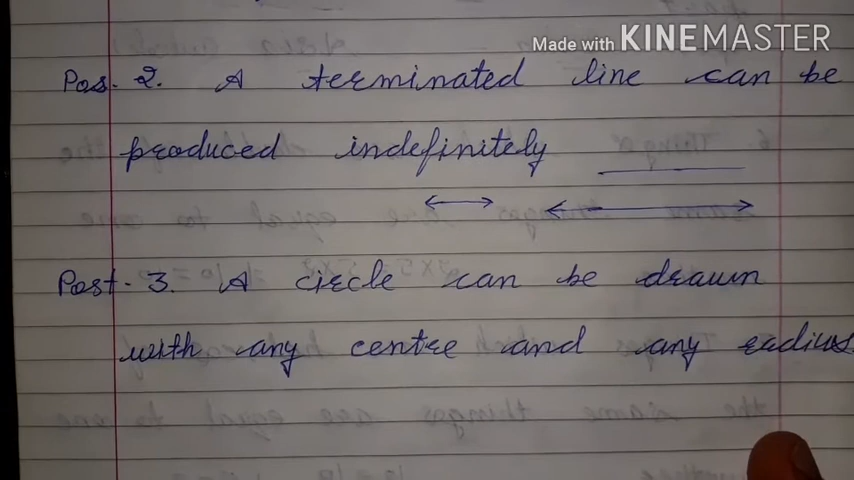 Made with KINEMASTER
Pos. 2. A terminated line can be
produced indefinitely
Post. 3. A circle can be drawn
with any centre and any radius